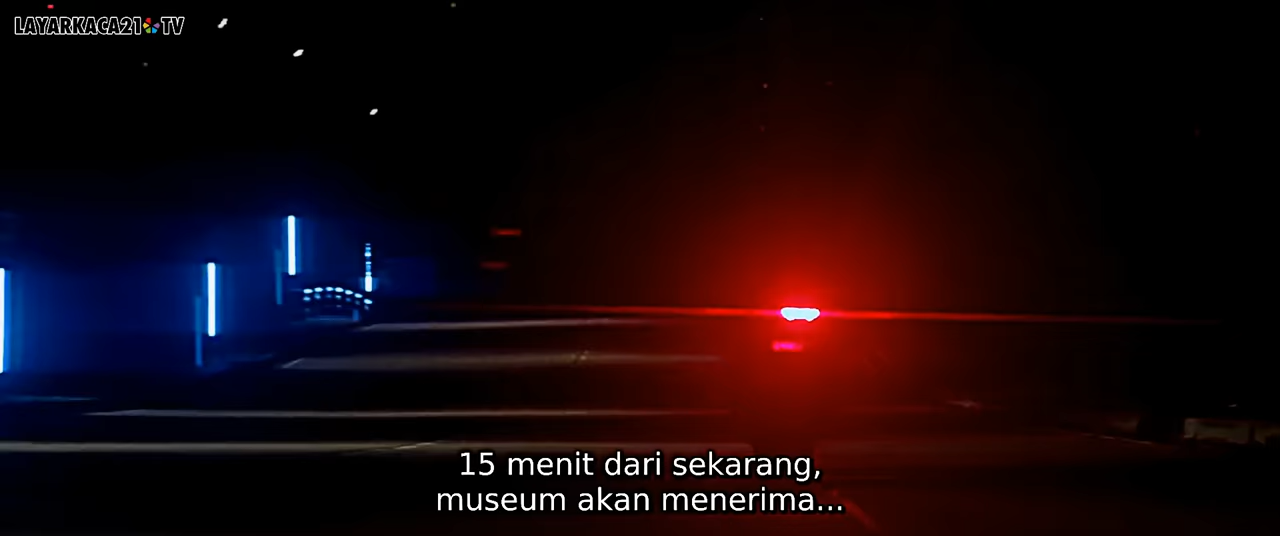 LAYARKACA21 TV
15 menit dari sekarang,
museum akan menerima...